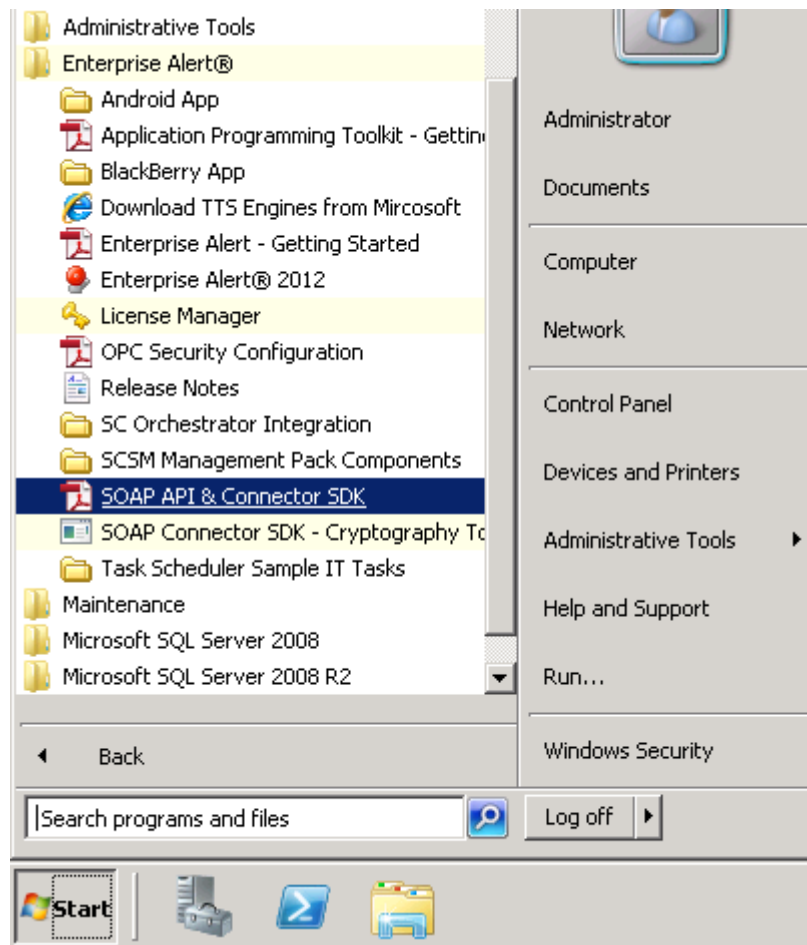 Administrative Tools
Enterprise Alert®
Android App
Application Programming Toolkit - Getting
BlackBerry App
Download TTS Engines from Mircosoft
Enterprise Alert - Getting Started
Enterprise Alert® 2012
License Manager
OPC Security Configuration
Release Notes
SC Orchestrator Integration
SCSM Management Pack Components
SOAP API & Connector SDK
SOAP Connector SDK - Cryptography To
Task Scheduler Sample IT Tasks
Maintenance
Microsoft SQL Server 2008
Microsoft SQL Server 2008 R2
Back
Search programs and files
Administrator
Documents
Computer
Network
Control Panel
Devices and Printers
Administrative Tools
Help and Support
Run...
Windows Security
Log off
Start